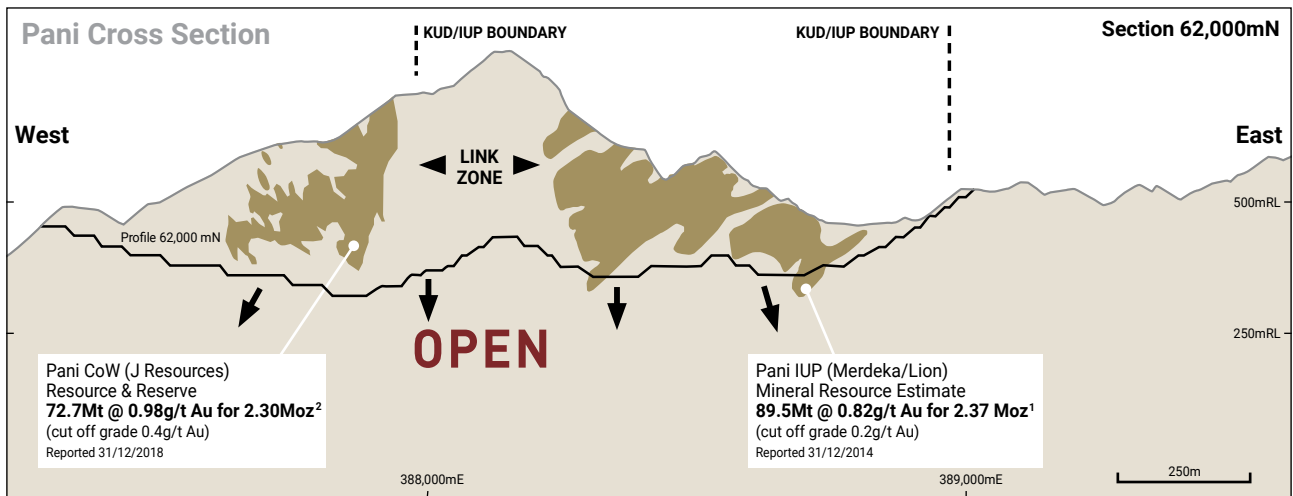 Pani Cross Section
KUD/IUP BOUNDARY
KUD/IUP BOUNDARY
Section 62,000mN
West
LINK
ZONE
East
500mRL
Profile 62,000 mN
OPEN
250mRL
Pani CoW (J Resources)
Resource & Reserve
72.7Mt @ 0.98g/t Au for 2.30Moz²
(cut off grade 0.4g/t Au)
Reported 31/12/2018
Pani IUP (Merdeka/Lion)
Mineral Resource Estimate
89.5Mt @ 0.82g/t Au for 2.37 Moz¹
(cut off grade 0.2g/t Au)
Reported 31/12/2014
388,000mE
389,000mE
250m